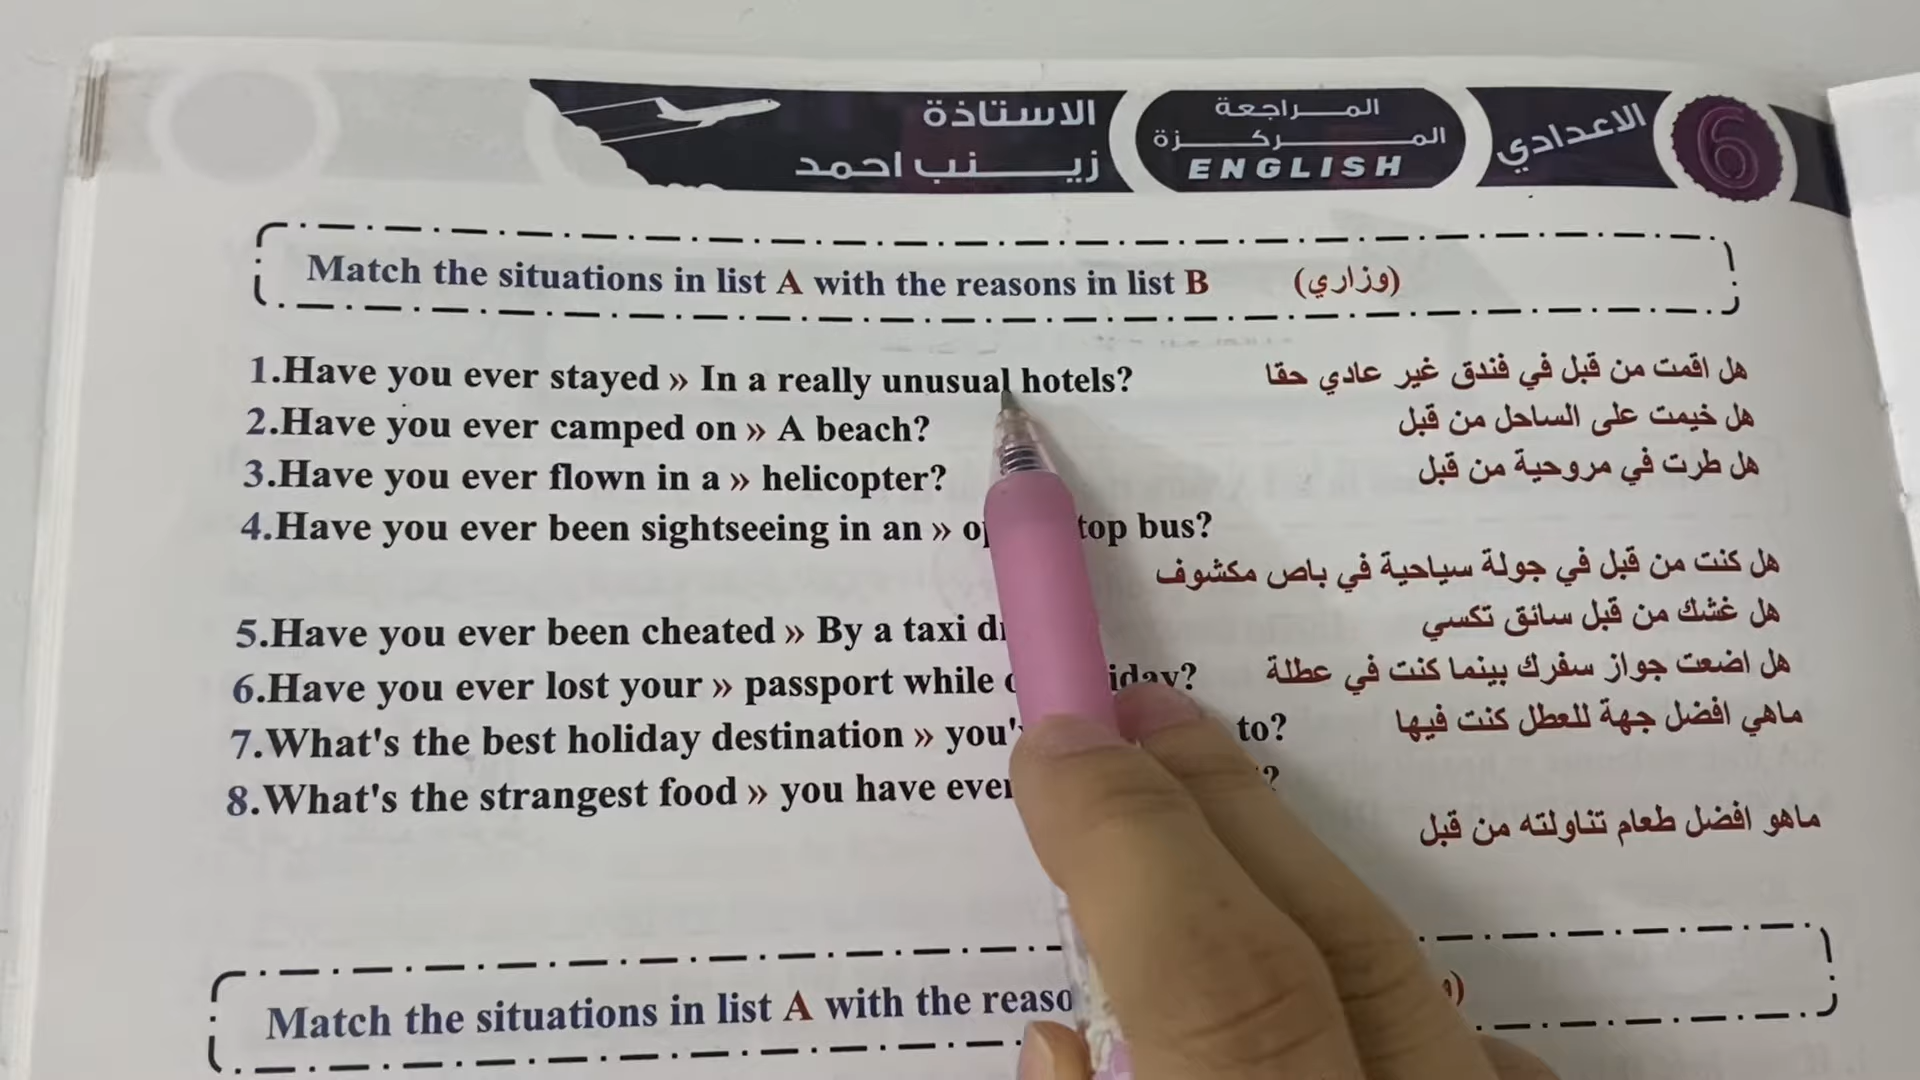 الاستاذة
زينب احمد
المراجعة
المركزة
ENGLISH
الاعدادي
6
Match the situations in list A with the reasons in list B (وزاري)
1.Have you ever stayed » In a really unusual hotels? هل اقمت من قبل في فندق غير عادي حقا
2.Have you ever camped on » A beach? هل خيمت على الساحل من قبل
3.Have you ever flown in a » helicopter? هل طرت في مروحية من قبل
4.Have you ever been sightseeing in an » top bus?
هل كنت من قبل في جولة سياحية في باص مكشوف
5.Have you ever been cheated » By a taxi هل غشك من قبل سائق تكسي
6.Have you ever lost your » passport while هل اضعت جواز سفرك بينما كنت في عطلة
7.What's the best holiday destination » to? ماهي افضل جهة للعطل كنت فيها
8.What's the strangest food » you have ?
ماهو افضل طعام تناولته من قبل
Match the situations in list A with the